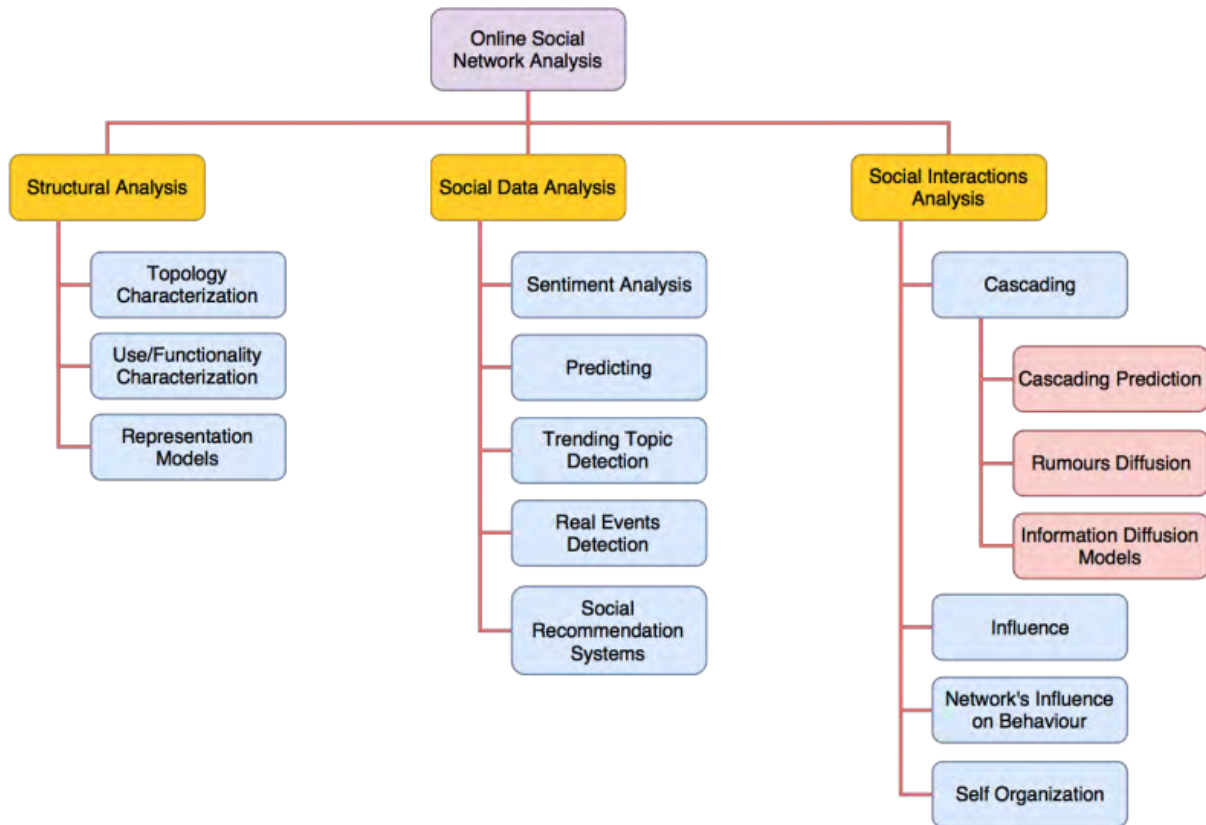 Online Social
Network Analysis
Structural Analysis
Topology
Characterization
Use/Functionality
Characterization
Representation
Models
Social Data Analysis
Sentiment Analysis
Predicting
Trending Topic
Detection
Real Events
Detection
Social
Recommendation
Systems
Social Interactions
Analysis
Cascading
Cascading Prediction
Rumours Diffusion
Information Diffusion
Models
Influence
Network's Influence
on Behaviour
Self Organization